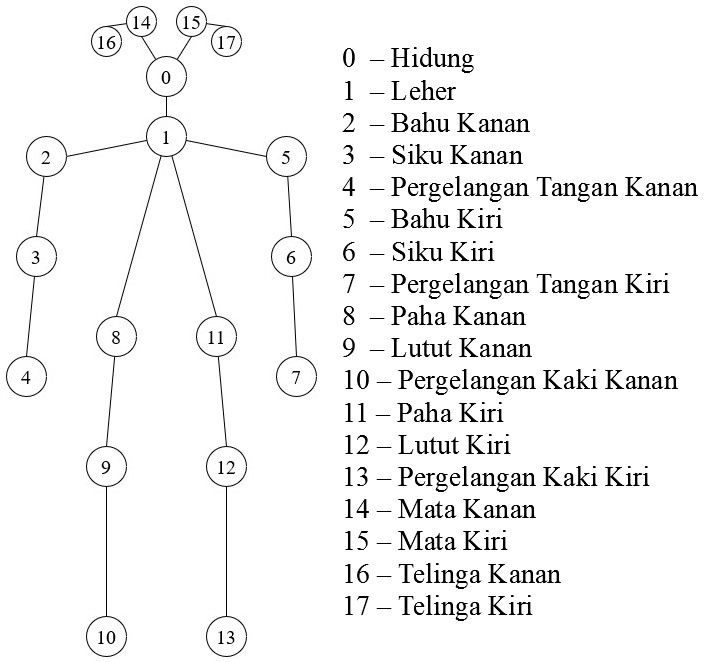 14 15
16 17
0
1
2 5
3 6
8 11
4 7
9 12
10 13
0 – Hidung
1 – Leher
2 – Bahu Kanan
3 – Siku Kanan
4 – Pergelangan Tangan Kanan
5 – Bahu Kiri
6 – Siku Kiri
7 – Pergelangan Tangan Kiri
8 – Paha Kanan
9 – Lutut Kanan
10 – Pergelangan Kaki Kanan
11 – Paha Kiri
12 – Lutut Kiri
13 – Pergelangan Kaki Kiri
14 – Mata Kanan
15 – Mata Kiri
16 – Telinga Kanan
17 – Telinga Kiri